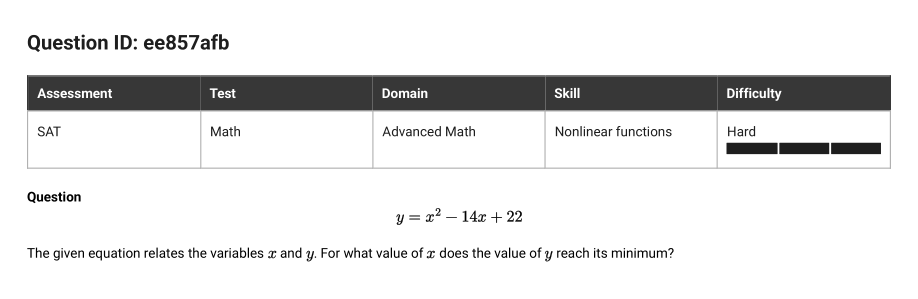 Question ID: ee857afb
Assessment Test Domain Skill Difficulty
SAT Math Advanced Math Nonlinear functions Hard
Question
y = x² − 14x + 22
The given equation relates the variables x and y. For what value of x does the value of y reach its minimum?